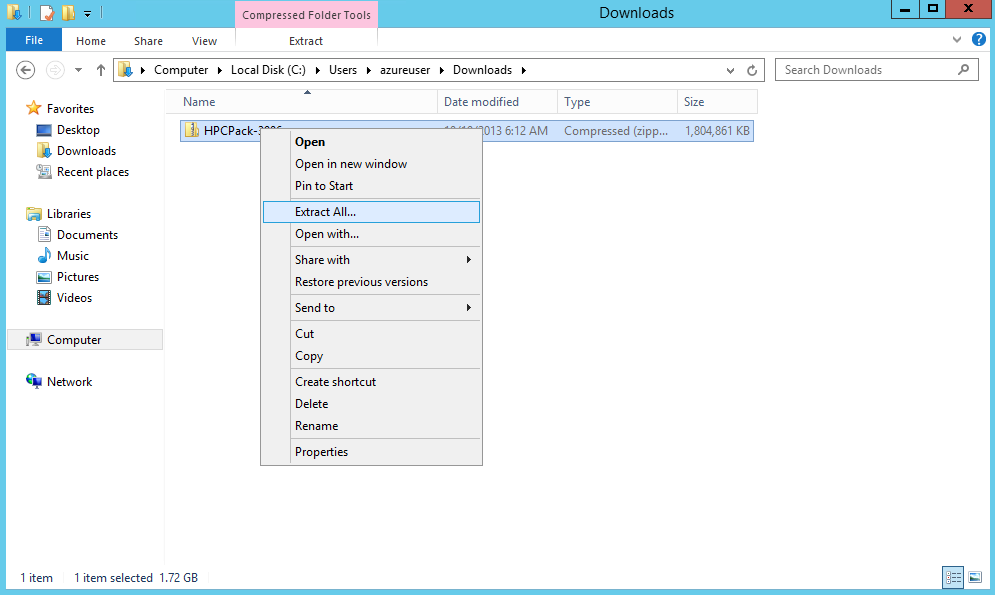 Compressed Folder Tools
Downloads
File Home Share View Extract
Computer Local Disk (C:) Users azureuser Downloads
Search Downloads
Name Date modified Type Size
HPCPack- 2013 6:12 AM Compressed (zipp... 1,804,861 KB
Favorites
Desktop
Downloads
Recent places
Libraries
Documents
Music
Pictures
Videos
Computer
Network
Open
Open in new window
Pin to Start
Extract All...
Open with...
Share with
Restore previous versions
Send to
Cut
Copy
Create shortcut
Delete
Rename
Properties
1 item 1 item selected 1.72 GB